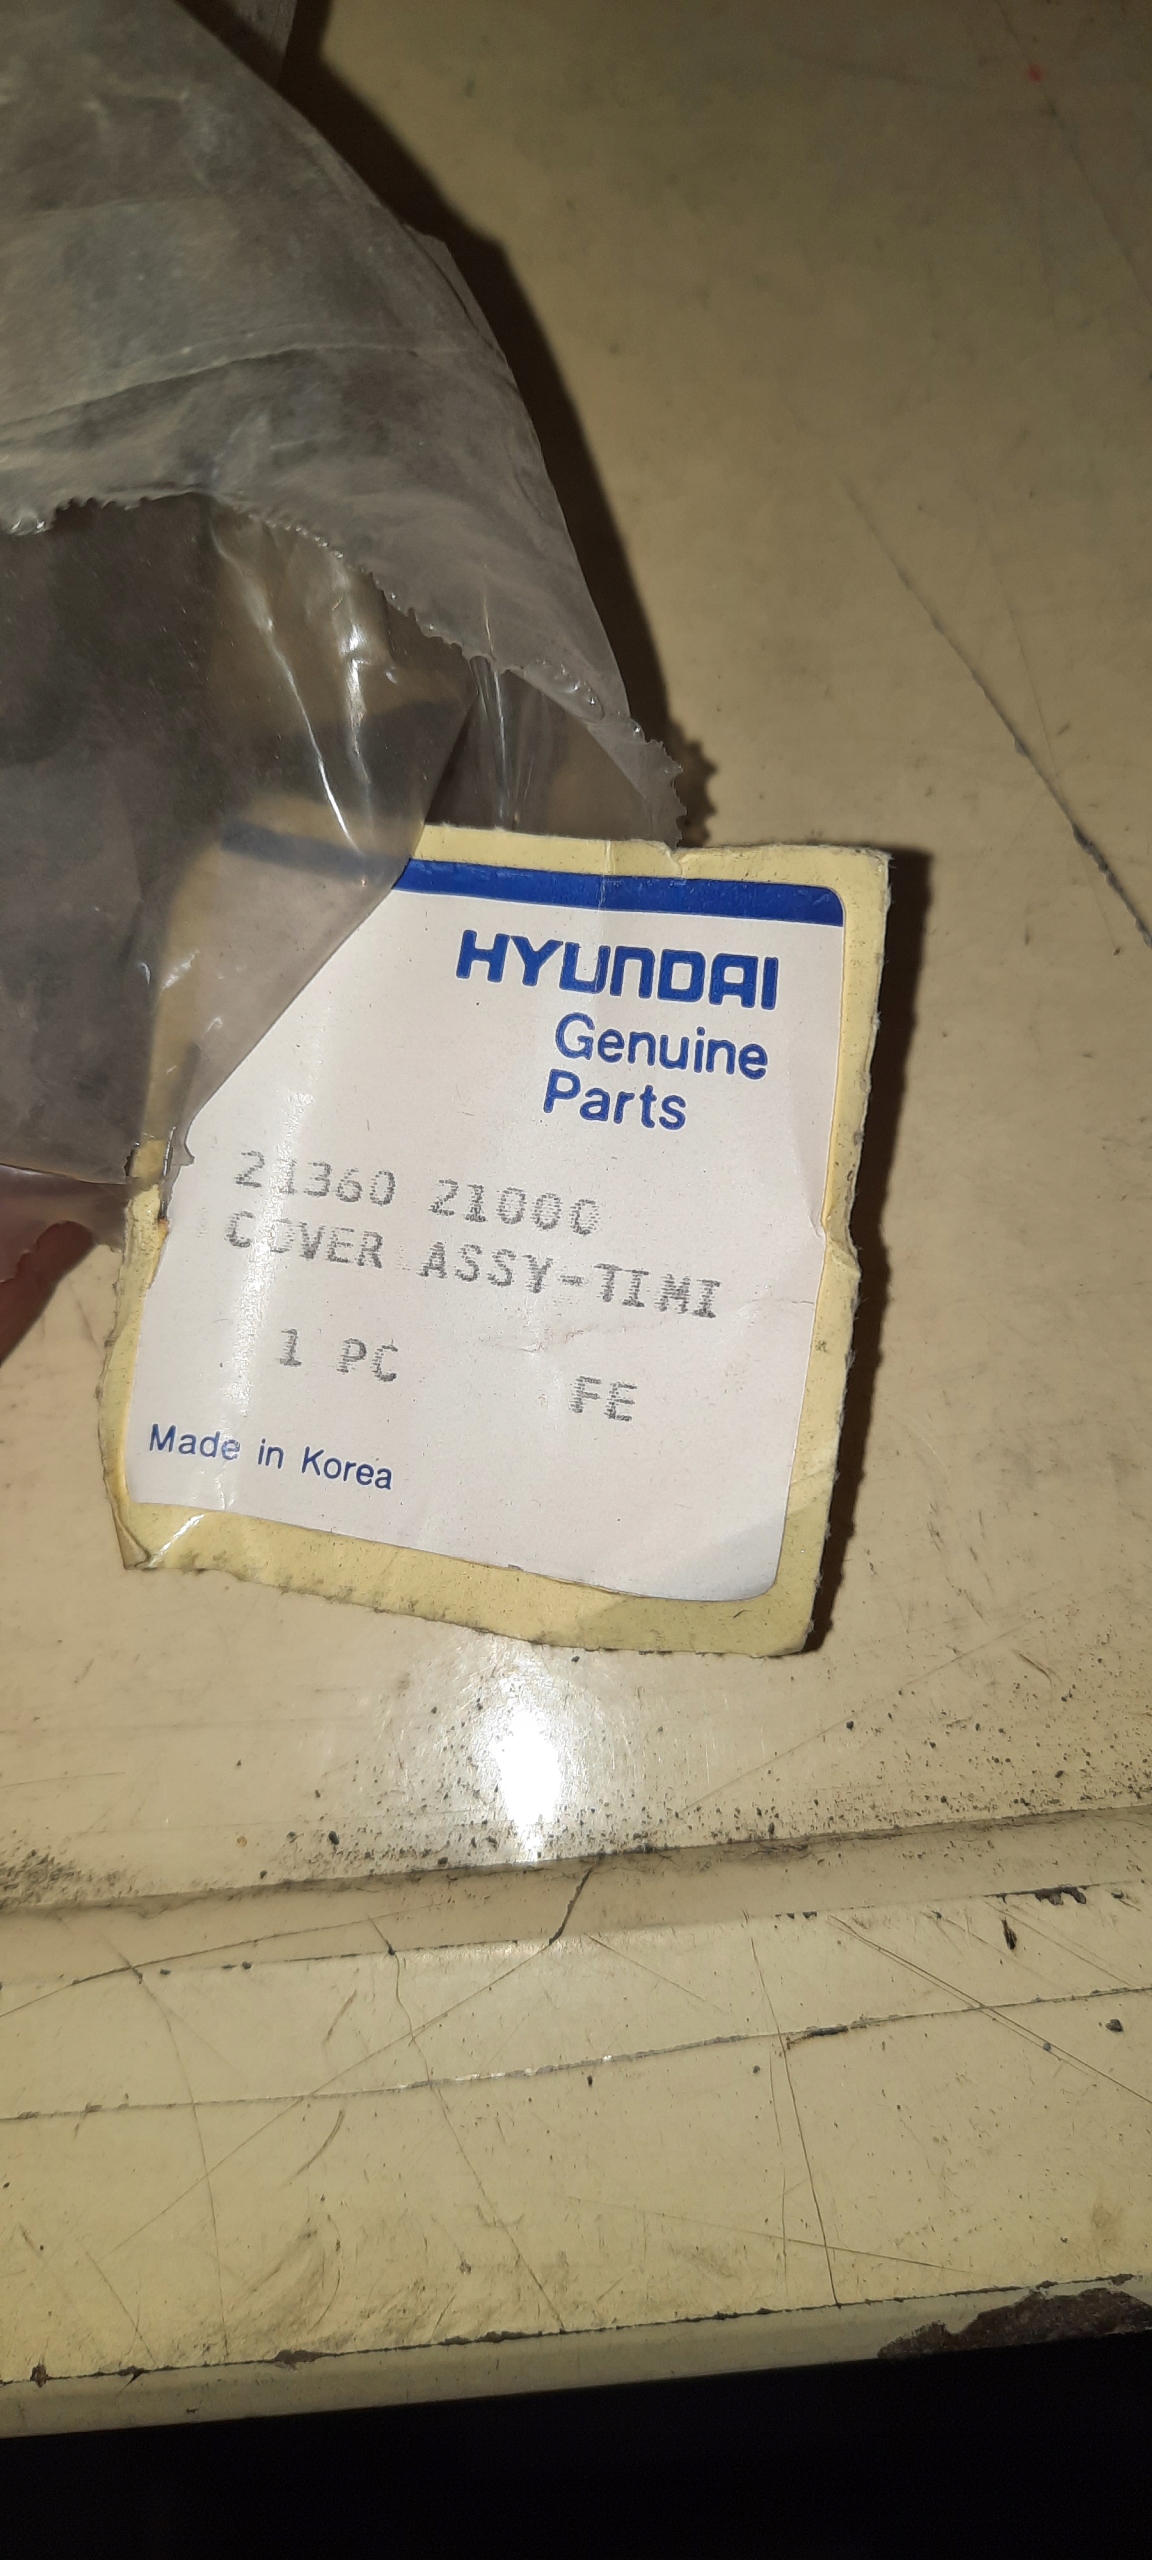 HYUNDAI
Genuine
Parts
21360 21000
COVER ASSY-TIMI
1 PC
FE
Made in Korea